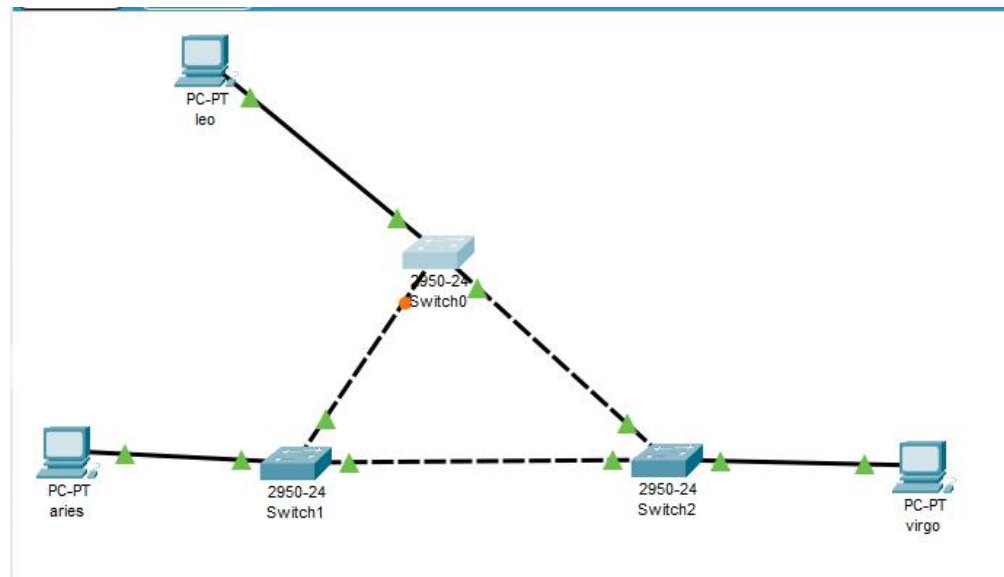 PC-PT
leo
2950-24
Switch0
PC-PT
aries
2950-24
Switch1
2950-24
Switch2
PC-PT
virgo